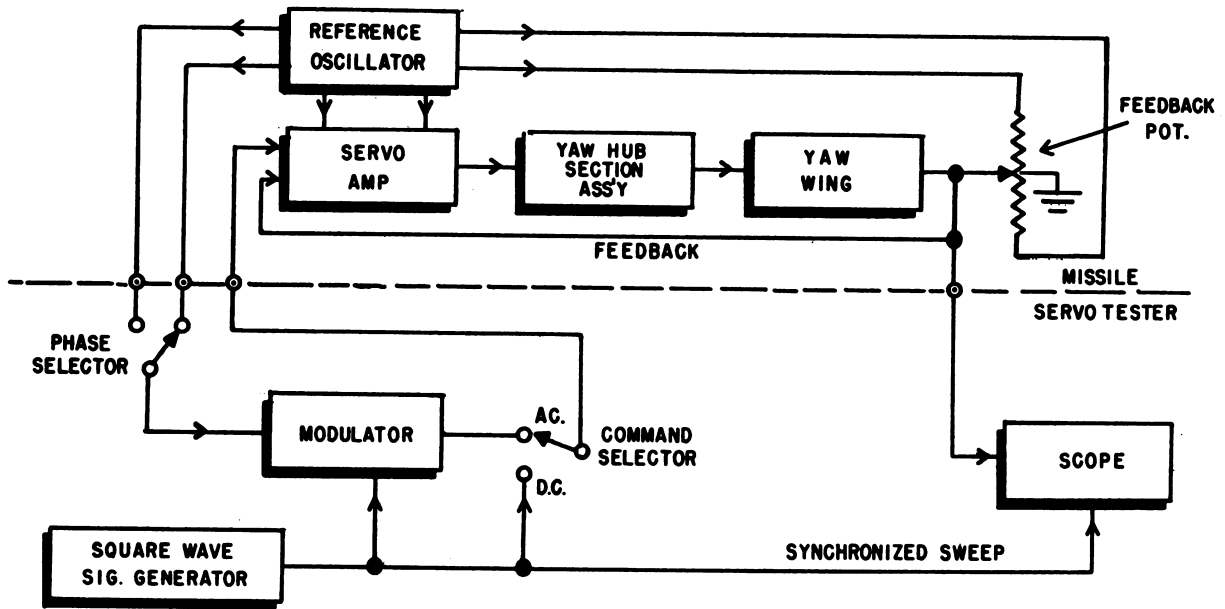 REFERENCE
OSCILLATOR
FEEDBACK
POT.
SERVO
AMP
YAW HUB
SECTION
ASS'Y
YAW
WING
FEEDBACK
MISSILE
SERVO TESTER
PHASE
SELECTOR
MODULATOR
A.C.
COMMAND
SELECTOR
D.C.
SCOPE
SQUARE WAVE
SIG. GENERATOR
SYNCHRONIZED SWEEP